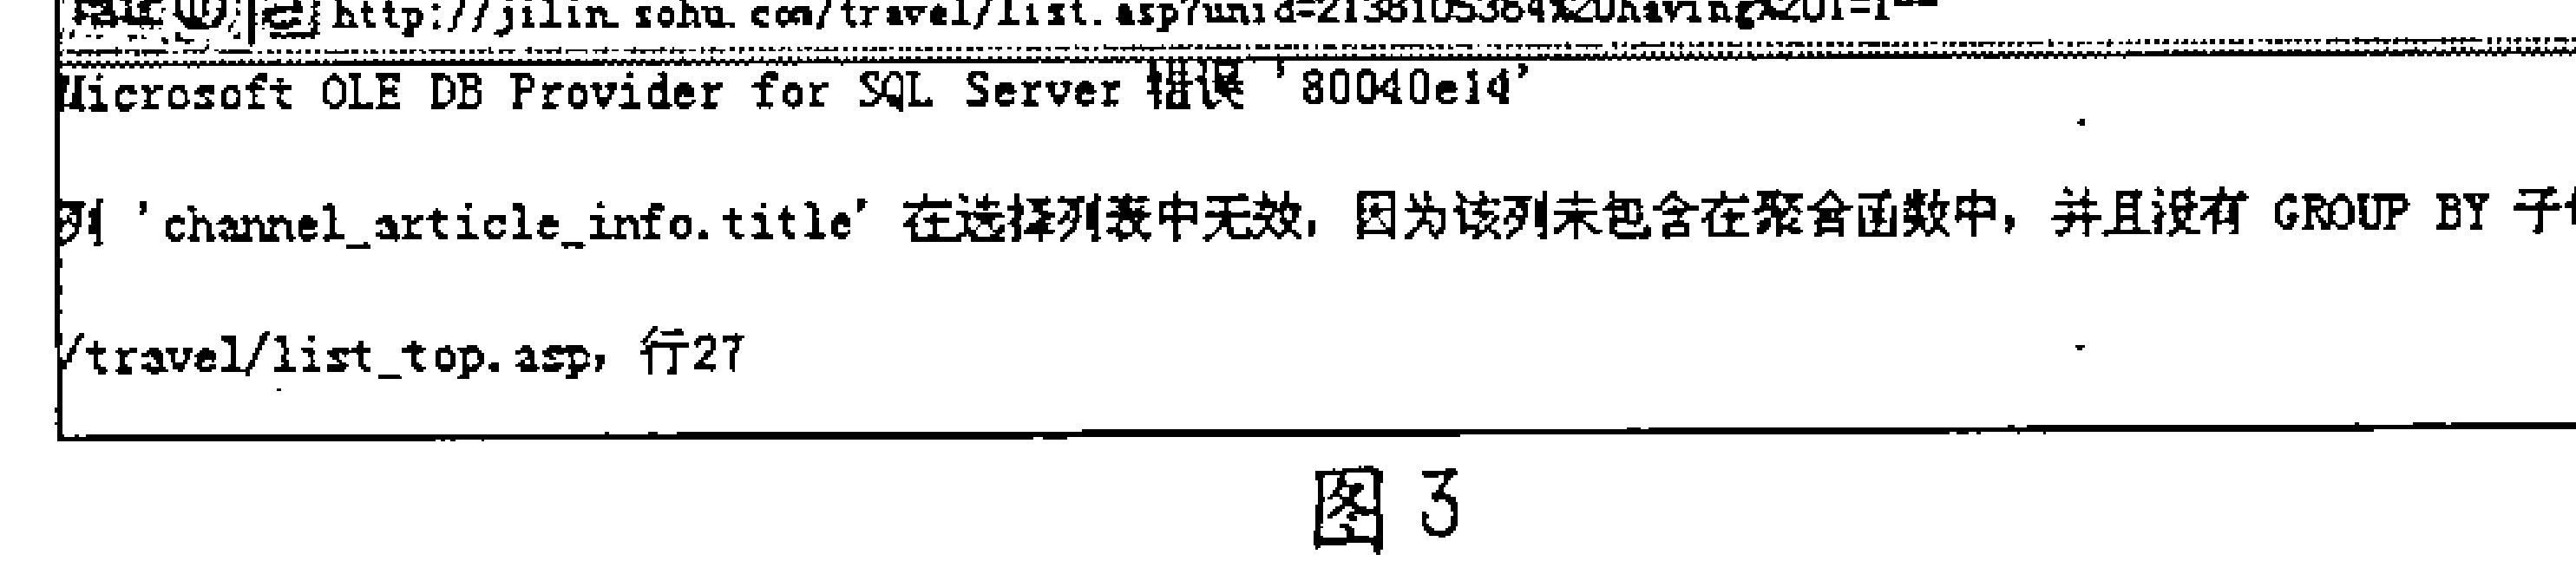 http://jilin.sohu.com/travel/list.asp?unid=2138105364%20having%201=1--
Microsoft OLE DB Provider for SQL Server 错误 '80040e14'
列 'channel_article_info.title' 在选择列表中无效，因为该列未包含在聚合函数中，并且没有 GROUP BY 子
/travel/list_top.asp，行27
图 3